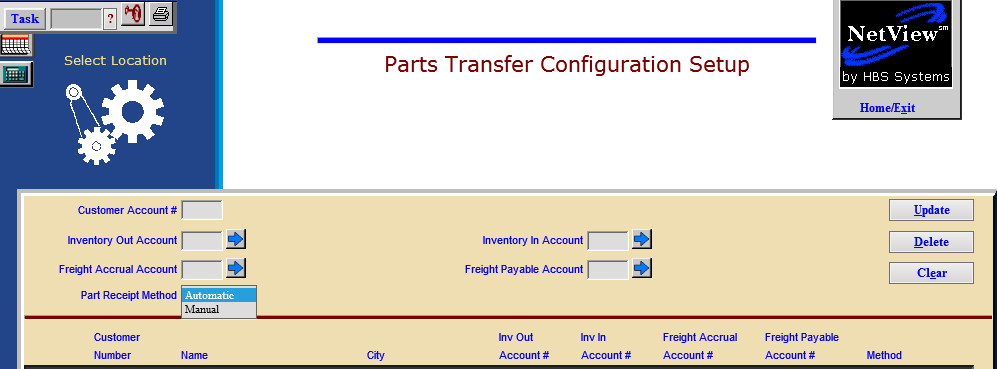 Task ?
Select Location
Parts Transfer Configuration Setup
NetView℠
by HBS Systems
Home/Exit
Customer Account #
Update
Inventory Out Account
Inventory In Account
Delete
Freight Accrual Account
Freight Payable Account
Clear
Part Receipt Method Automatic
Manual
Customer Inv Out Inv In Freight Accrual Freight Payable
Number Name City Account # Account # Account # Account # Method